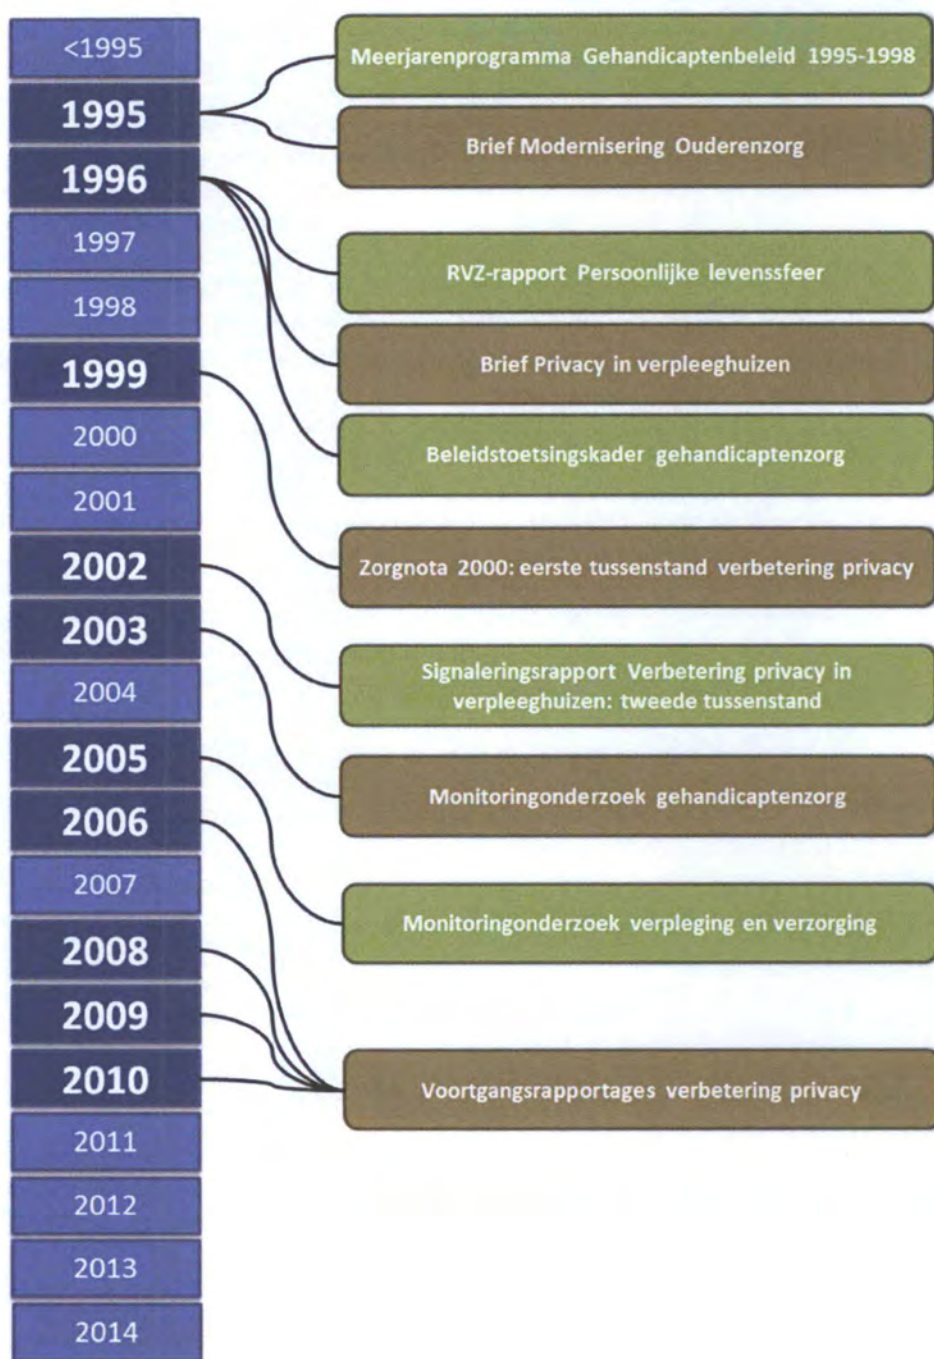 <1995
1995
1996
1997
1998
1999
2000
2001
2002
2003
2004
2005
2006
2007
2008
2009
2010
2011
2012
2013
2014
Meerjarenprogramma Gehandicaptenbeleid 1995-1998
Brief Modernisering Ouderenzorg
RVZ-rapport Persoonlijke levenssfeer
Brief Privacy in verpleeghuizen
Beleidstoetsingskader gehandicaptenzorg
Zorgnota 2000: eerste tussenstand verbetering privacy
Signaleringsrapport Verbetering privacy in
verpleeghuizen: tweede tussenstand
Monitoringonderzoek gehandicaptenzorg
Monitoringonderzoek verpleging en verzorging
Voortgangsrapportages verbetering privacy